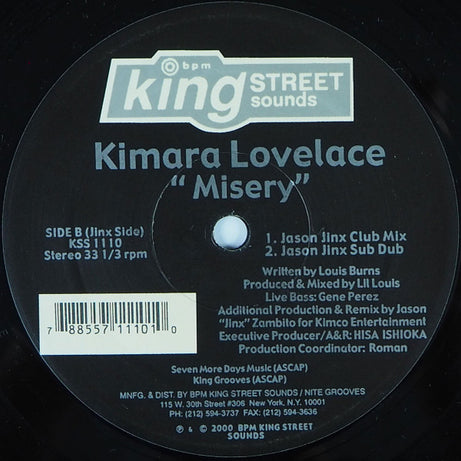 bpm
king STREET
sounds
Kimara Lovelace
“ Misery”
SIDE B (Jinx Side)
KSS 1110
Stereo 33 1/3 rpm
1. Jason Jinx Club Mix
2. Jason Jinx Sub Dub
Written by Louis Burns
Produced & Mixed by Lil Louis
Live Bass: Gene Perez
Additional Production & Remix by Jason
“Jinx” Zambito for Kimco Entertainment
Executive Producer/A&R: HISA ISHIOKA
Production Coordinator: Roman
7 88557 11101 0
Seven More Days Music (ASCAP)
King Grooves (ASCAP)
MNFG. & DIST. BY BPM KING STREET SOUNDS / NITE GROOVES
115 W. 30th Street #306 New York, N.Y. 10001
PH: (212) 594-3737 FAX: (212) 594-3636
℗ & © 2000 BPM KING STREET
SOUNDS